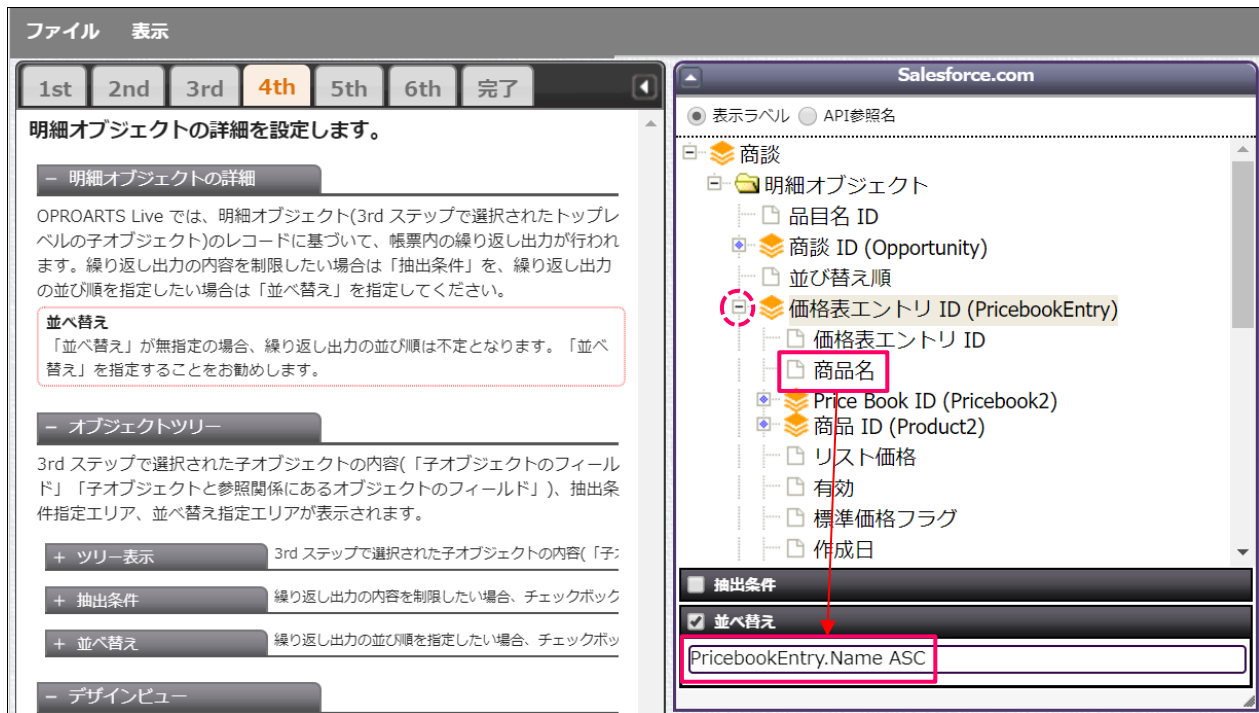 ファイル 表示
1st 2nd 3rd 4th 5th 6th 完了
明細オブジェクトの詳細を設定します。
− 明細オブジェクトの詳細
OPROARTS Live では、明細オブジェクト(3rd ステップで選択されたトップレ
ベルの子オブジェクト)のレコードに基づいて、帳票内の繰り返し出力が行われ
ます。繰り返し出力の内容を制限したい場合は「抽出条件」を、繰り返し出力
の並び順を指定したい場合は「並べ替え」を指定してください。
並べ替え
「並べ替え」が無指定の場合、繰り返し出力の並び順は不定となります。「並べ
替え」を指定することをお勧めします。
− オブジェクトツリー
3rd ステップで選択された子オブジェクトの内容(「子オブジェクトのフィール
ド」「子オブジェクトと参照関係にあるオブジェクトのフィールド」)、抽出条
件指定エリア、並べ替え指定エリアが表示されます。
+ ツリー表示 3rd ステップで選択された子オブジェクトの内容(「子
+ 抽出条件 繰り返し出力の内容を制限したい場合、チェックボック
+ 並べ替え 繰り返し出力の並び順を指定したい場合、チェックボッ
− デザインビュー
Salesforce.com
表示ラベル API参照名
商談
明細オブジェクト
品目名 ID
商談 ID (Opportunity)
並び替え順
価格表エントリ ID (PricebookEntry)
価格表エントリ ID
商品名
Price Book ID (Pricebook2)
商品 ID (Product2)
リスト価格
有効
標準価格フラグ
作成日
抽出条件
並べ替え
PricebookEntry.Name ASC